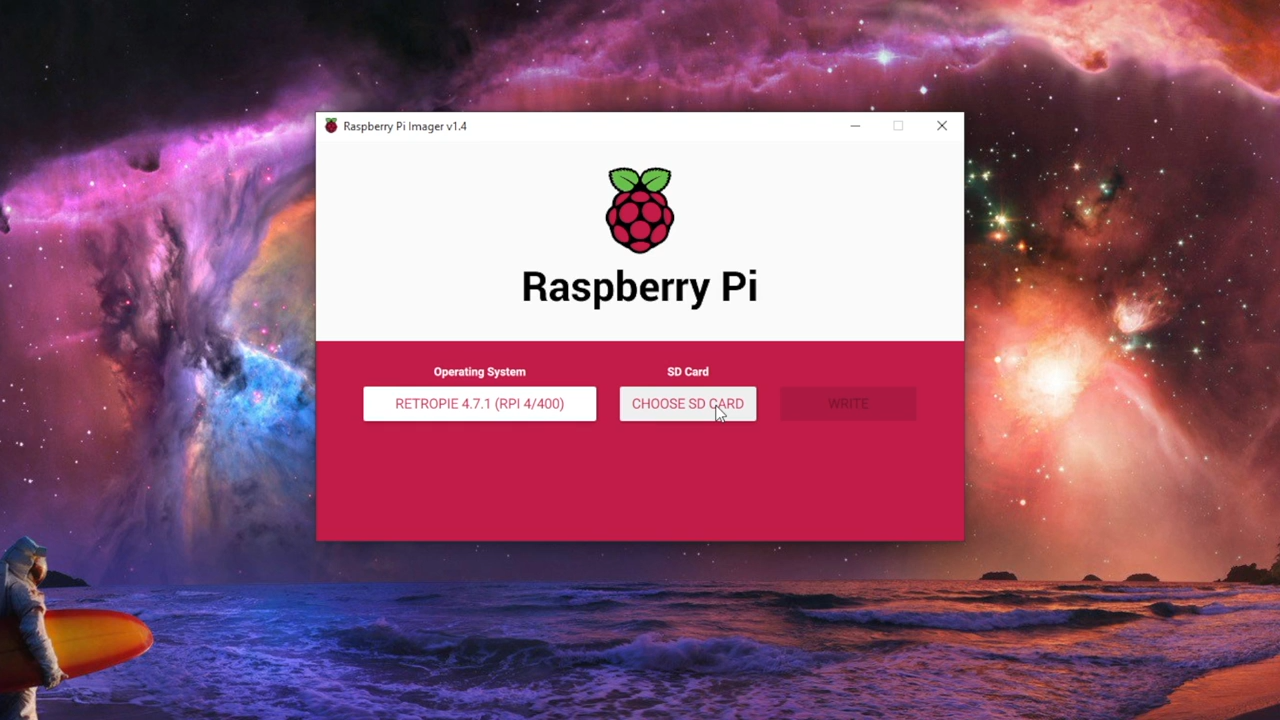 Raspberry Pi Imager v1.4
Raspberry Pi
Operating System
SD Card
RETROPIE 4.7.1 (RPI 4/400)
CHOOSE SD CARD
WRITE